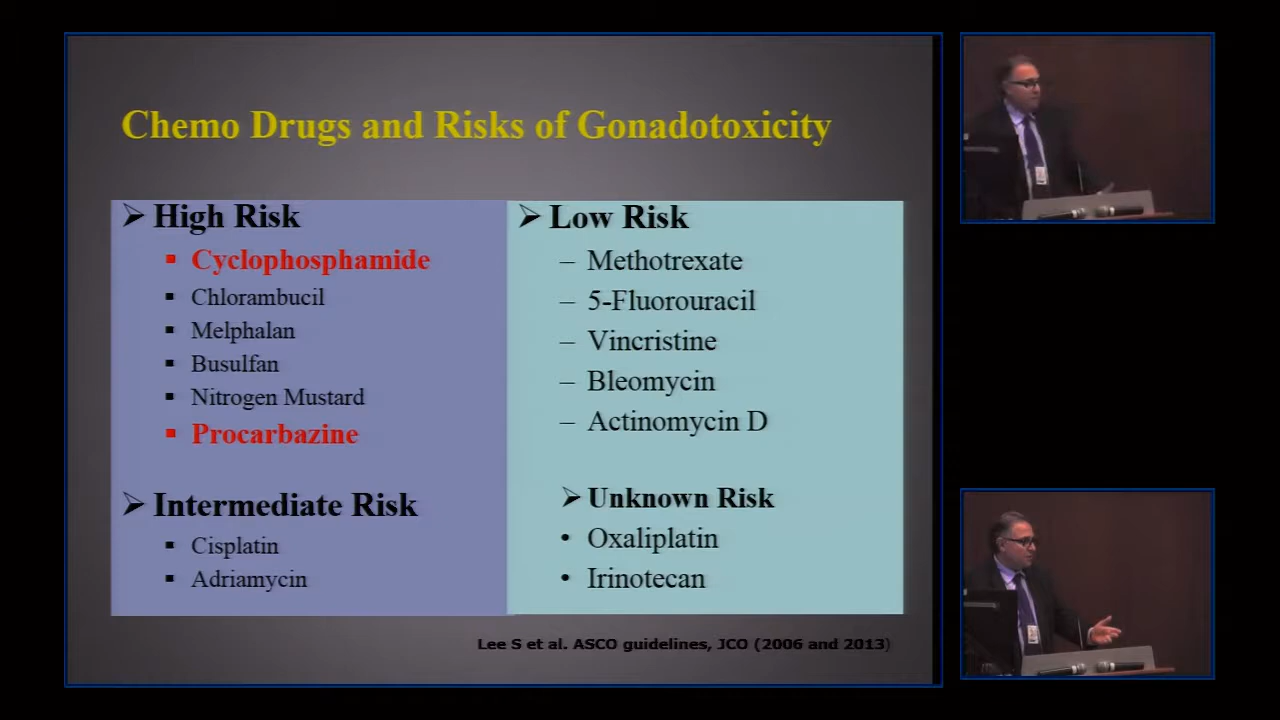 Chemo Drugs and Risks of Gonadotoxicity
High Risk
Cyclophosphamide
Chlorambucil
Melphalan
Busulfan
Nitrogen Mustard
Procarbazine
Intermediate Risk
Cisplatin
Adriamycin
Low Risk
– Methotrexate
– 5-Fluorouracil
– Vincristine
– Bleomycin
– Actinomycin D
Unknown Risk
• Oxaliplatin
• Irinotecan
Lee S et al. ASCO guidelines, JCO (2006 and 2013)